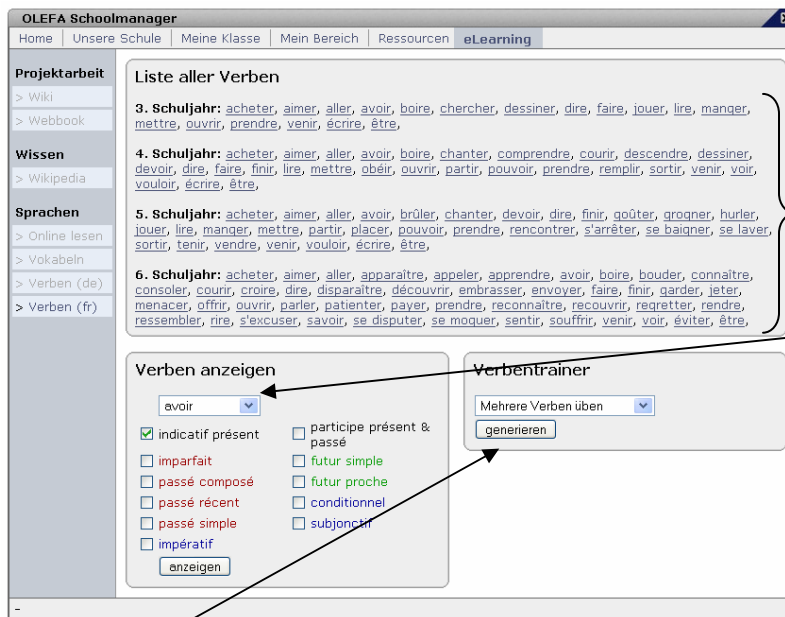 OLEFA Schoolmanager
Home | Unsere Schule | Meine Klasse | Mein Bereich | Ressourcen eLearning
Projektarbeit
> Wiki
> Webbook
Wissen
> Wikipedia
Sprachen
> Online lesen
> Vokabeln
> Verben (de)
> Verben (fr)
Liste aller Verben
3. Schuljahr: acheter, aimer, aller, avoir, boire, chercher, dessiner, dire, faire, jouer, lire, manger,
mettre, ouvrir, prendre, venir, écrire, être,
4. Schuljahr: acheter, aimer, aller, avoir, boire, chanter, comprendre, courir, descendre, dessiner,
devoir, dire, faire, finir, lire, mettre, obéir, ouvrir, partir, pouvoir, prendre, remplir, sortir, venir, voir,
vouloir, écrire, être,
5. Schuljahr: acheter, aimer, aller, avoir, brûler, chanter, devoir, dire, finir, goûter, grogner, hurler,
jouer, lire, manger, mettre, partir, placer, pouvoir, prendre, rencontrer, s'arrêter, se baigner, se laver,
sortir, tenir, vendre, venir, vouloir, écrire, être,
6. Schuljahr: acheter, aimer, aller, apparaître, appeler, apprendre, avoir, boire, bouder, connaître,
consoler, courir, croire, dire, disparaître, découvrir, embrasser, envoyer, faire, finir, garder, jeter,
menacer, offrir, ouvrir, parler, patienter, payer, prendre, reconnaître, recouvrir, regretter, rendre,
ressembler, rire, s'excuser, savoir, se disputer, se moquer, sentir, souffrir, venir, voir, éviter, être,
Verben anzeigen
avoir
indicatif présent
participe présent &
passé
imparfait
futur simple
passé composé
futur proche
passé récent
conditionnel
passé simple
subjonctif
impératif
anzeigen
Verbentrainer
Mehrere Verben üben
generieren
-